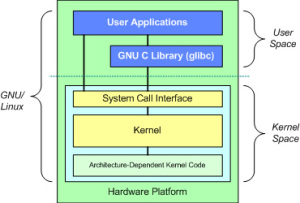 User Applications
GNU C Library (glibc)
User
Space
GNU/
Linux
System Call Interface
Kernel
Architecture-Dependent Kernel Code
Kernel
Space
Hardware Platform